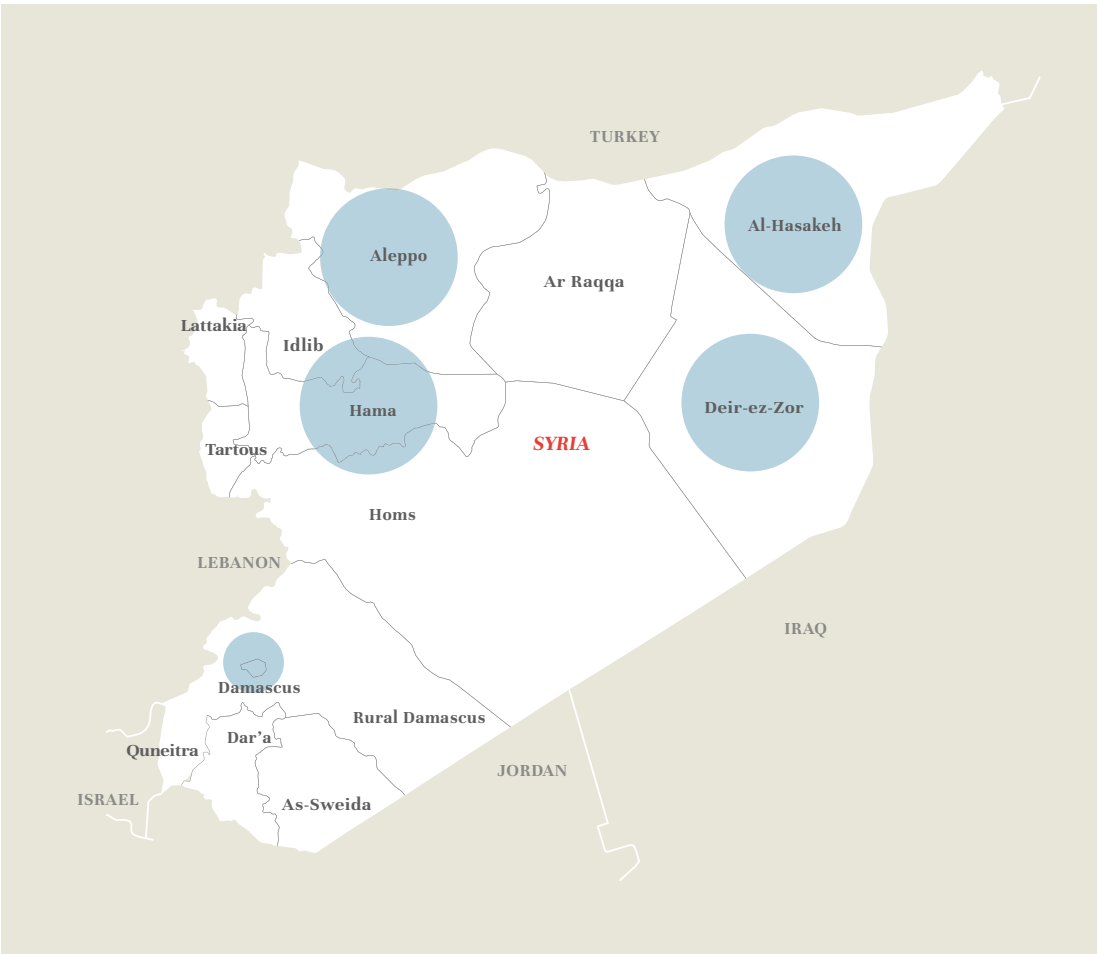 TURKEY
Al-Hasakeh
Aleppo
Ar Raqqa
Lattakia
Idlib
Deir-ez-Zor
Hama
SYRIA
Tartous
Homs
LEBANON
IRAQ
Damascus
Rural Damascus
Dar’a
Quneitra
JORDAN
ISRAEL
As-Sweida